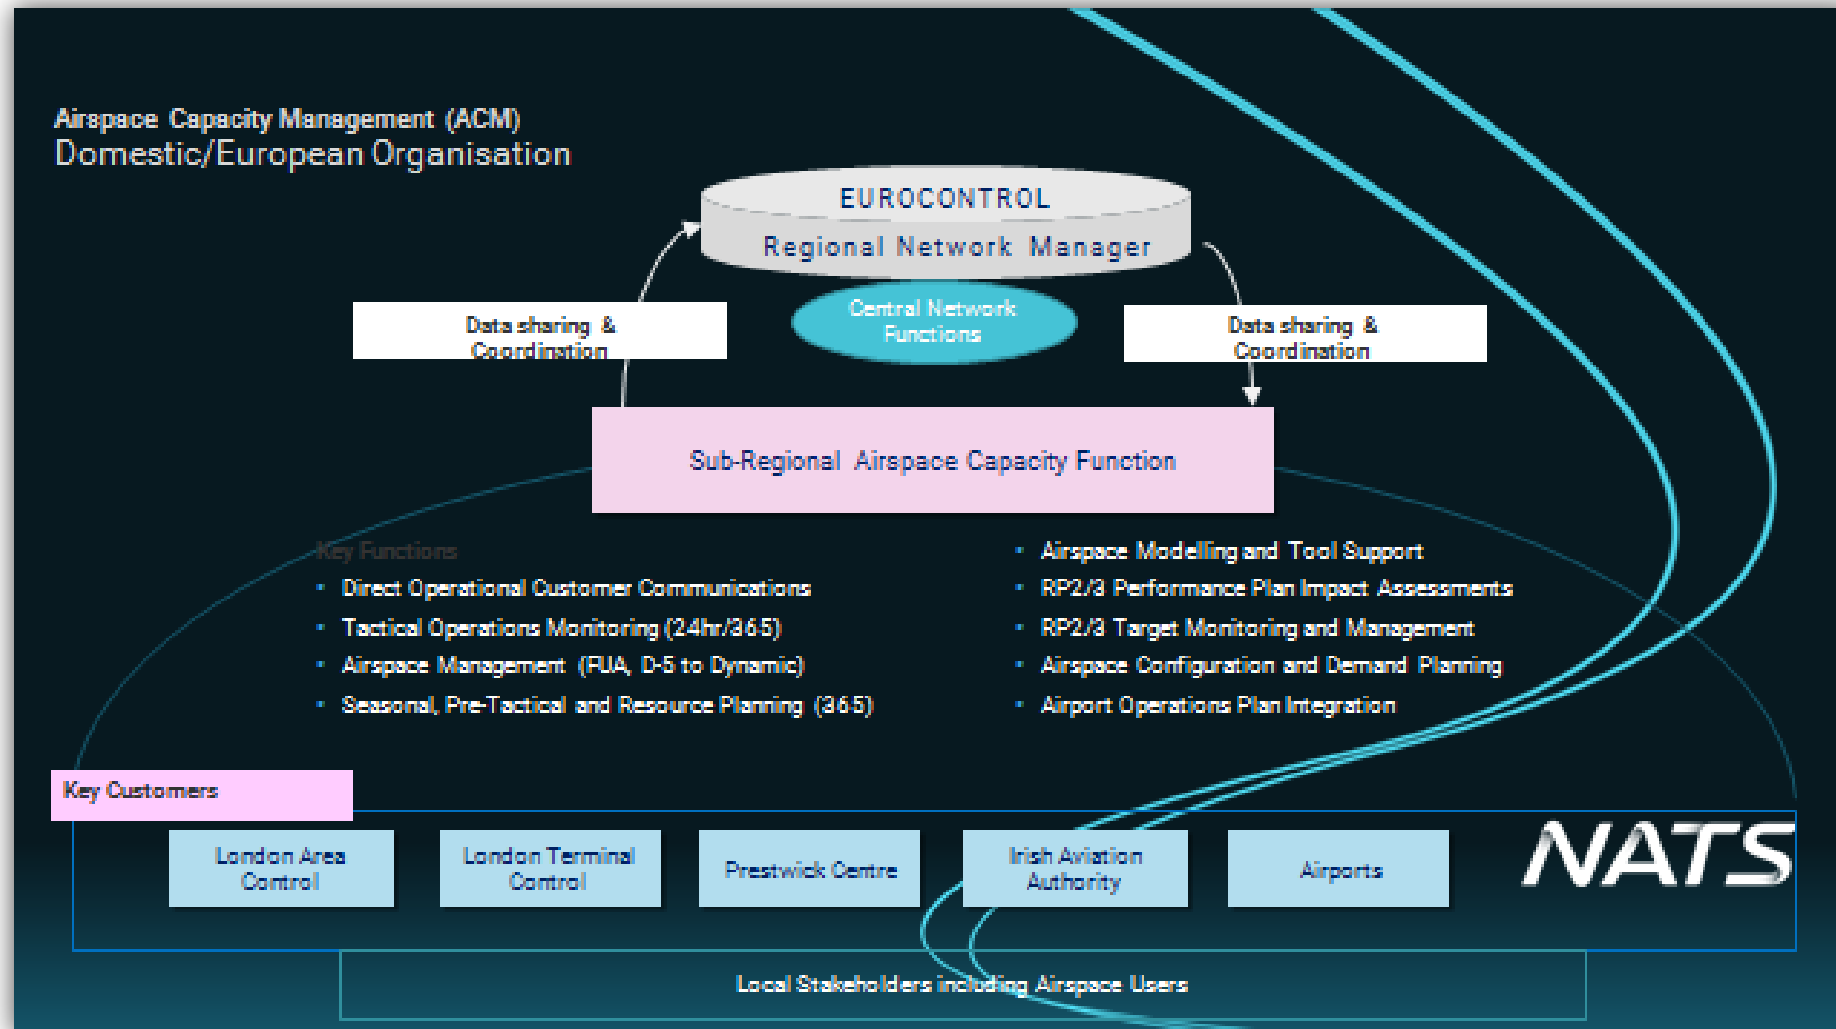 Airspace Capacity Management (ACM)
Domestic/European Organisation
EUROCONTROL
Regional Network Manager
Central Network
Functions
Data sharing &
Coordination
Data sharing &
Coordination
Sub-Regional Airspace Capacity Function
Key Functions
• Direct Operational Customer Communications
• Tactical Operations Monitoring (24hr/365)
• Airspace Management (FUA, D-5 to Dynamic)
• Seasonal, Pre-Tactical and Resource Planning (365)
• Airspace Modelling and Tool Support
• RP2/3 Performance Plan Impact Assessments
• RP2/3 Target Monitoring and Management
• Airspace Configuration and Demand Planning
• Airport Operations Plan Integration
Key Customers
London Area
Control
London Terminal
Control
Prestwick Centre
Irish Aviation
Authority
Airports
NATS
Local Stakeholders including Airspace Users